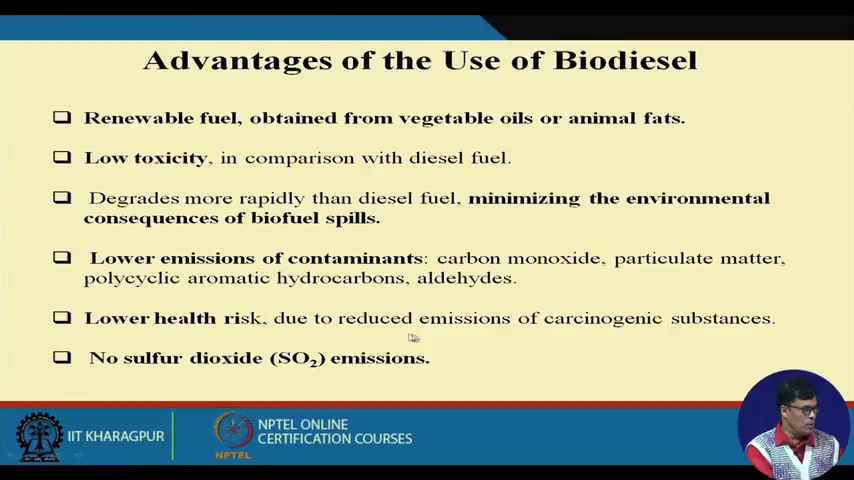 Advantages of the Use of Biodiesel
❑ Renewable fuel, obtained from vegetable oils or animal fats.
❑ Low toxicity, in comparison with diesel fuel.
❑ Degrades more rapidly than diesel fuel, minimizing the environmental
consequences of biofuel spills.
❑ Lower emissions of contaminants: carbon monoxide, particulate matter,
polycyclic aromatic hydrocarbons, aldehydes.
❑ Lower health risk, due to reduced emissions of carcinogenic substances.
❑ No sulfur dioxide (SO₂) emissions.
IIT KHARAGPUR
NPTEL
NPTEL ONLINE
CERTIFICATION COURSES